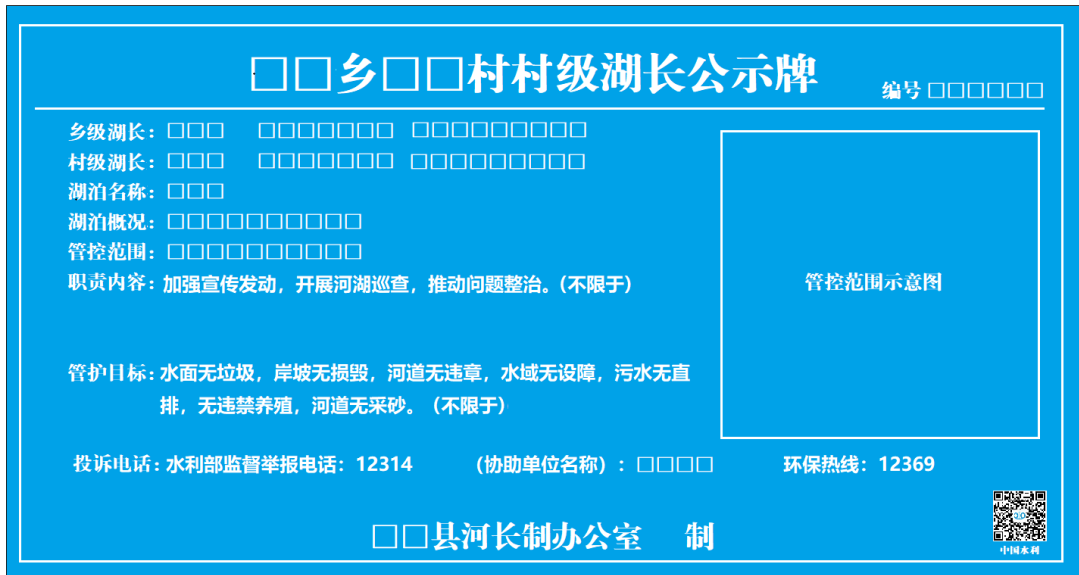 □□乡□□村村级湖长公示牌
编号 □□□□□□
乡级湖长：□□□ □□□□□□□ □□□□□□□□□
村级湖长：□□□ □□□□□□□ □□□□□□□□□
湖泊名称：□□□
湖泊概况：□□□□□□□□□□
管控范围：□□□□□□□□□□
职责内容：加强宣传发动，开展河湖巡查，推动问题整治。（不限于）
管控范围示意图
管护目标：水面无垃圾，岸坡无损毁，河道无违章，水域无设障，污水无直
排，无违禁养殖，河道无采砂。（不限于）
投诉电话：水利部监督举报电话：12314 （协助单位名称）：□□□□ 环保热线：12369
□□县河长制办公室 制
中国水利